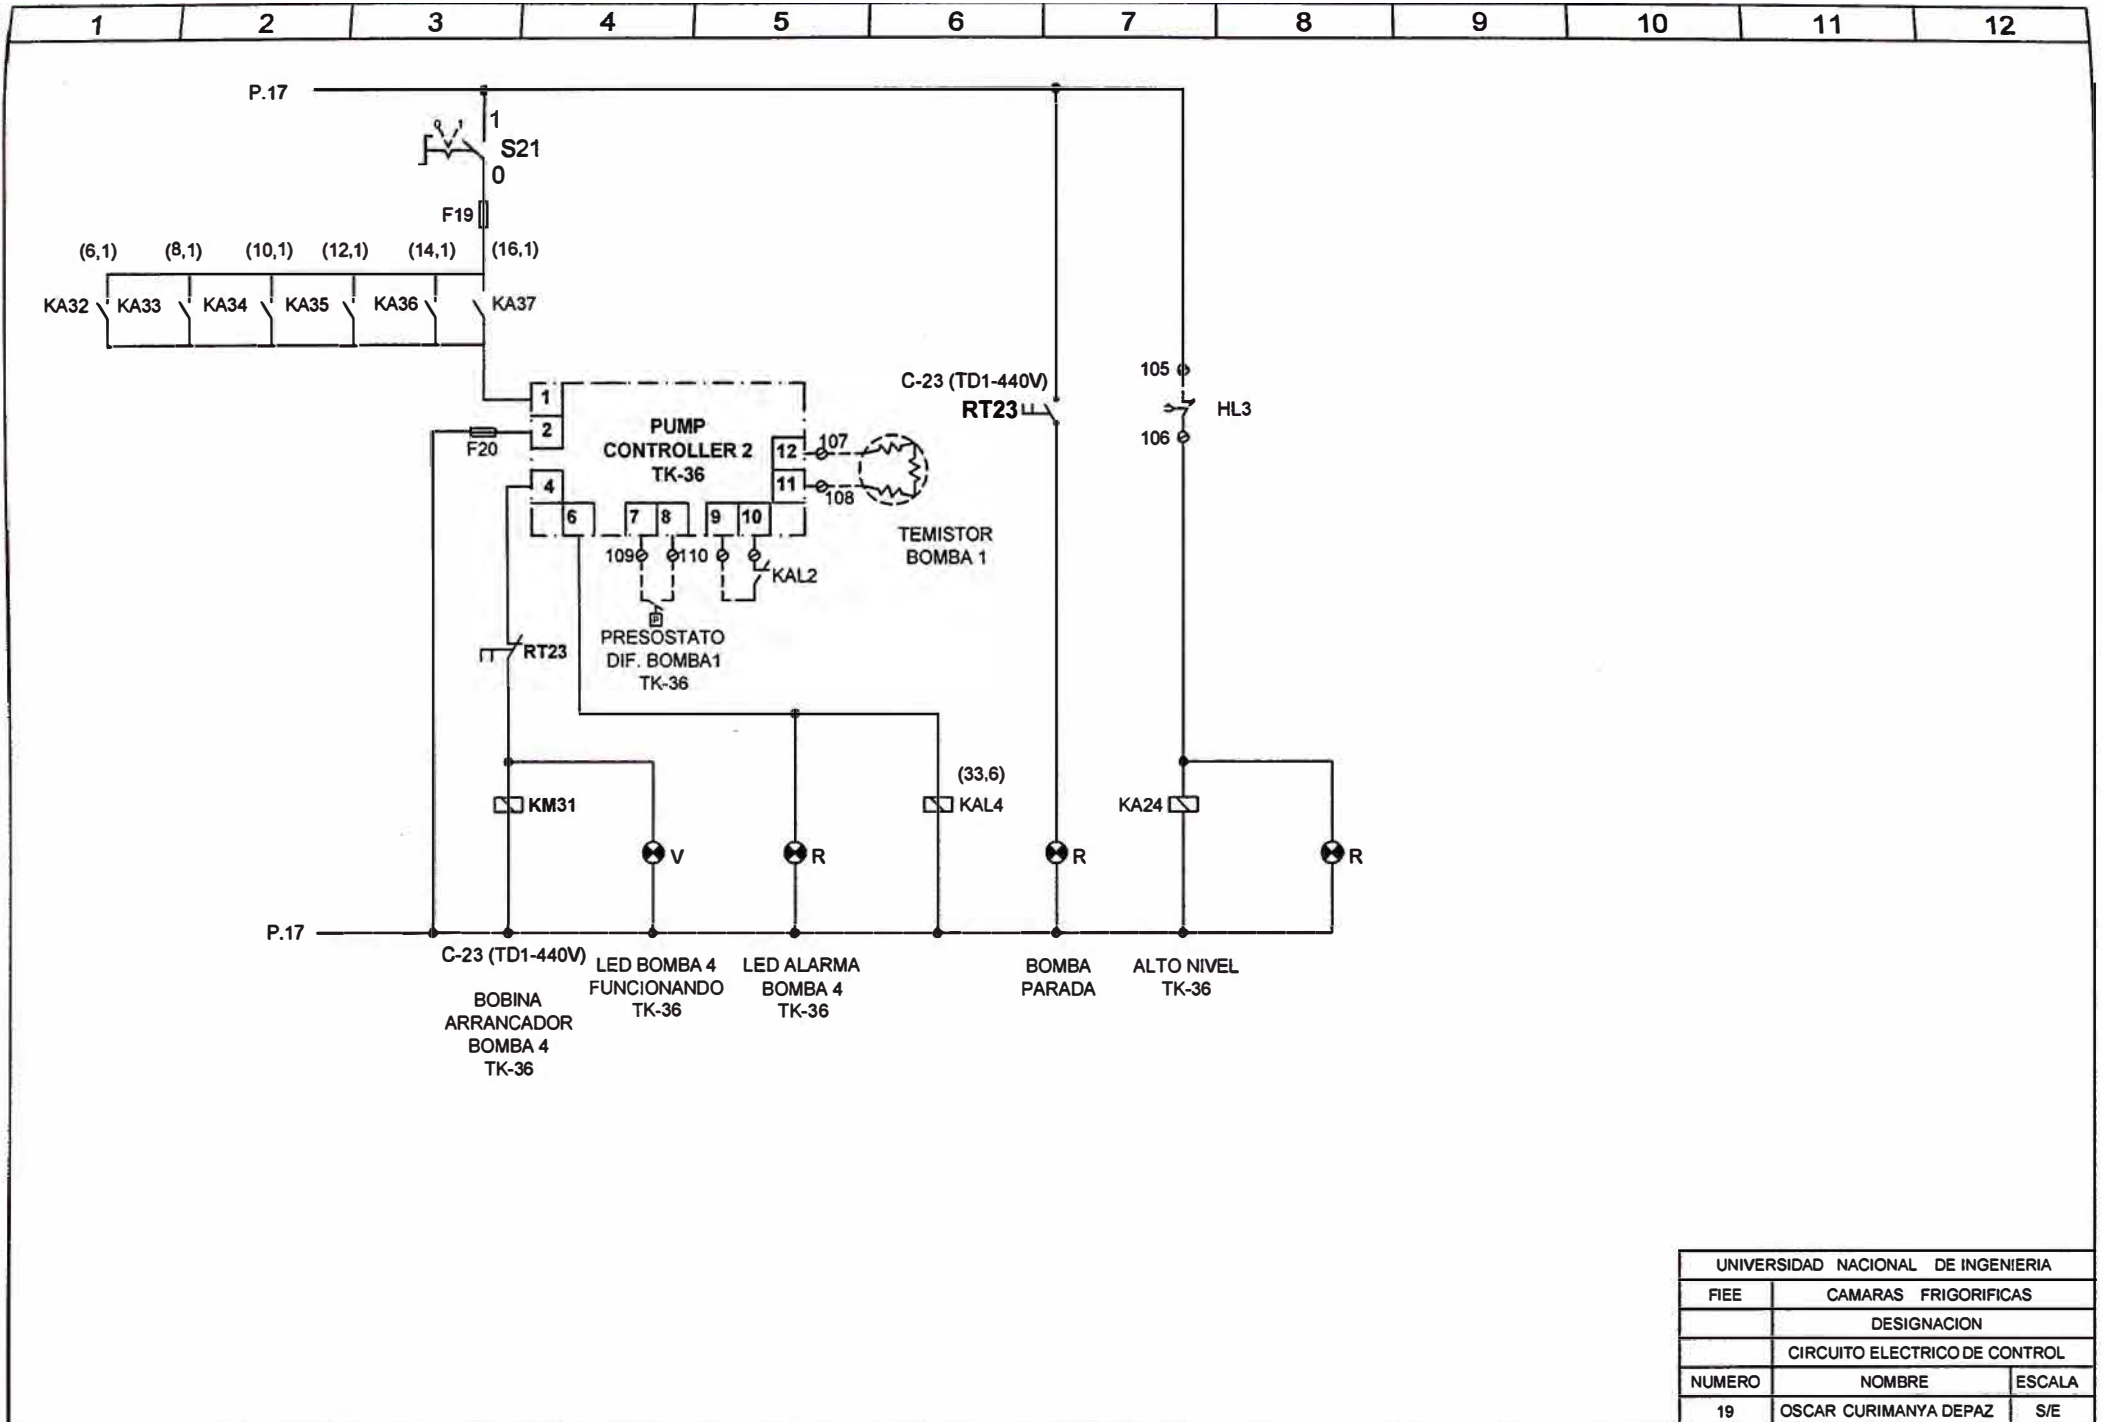 1 2 3 4 5 6 7 8 9 10 11 12
P.17
0 1
1
S21
0
F19
(6,1) (8,1) (10,1) (12,1) (14,1) (16,1)
KA32 KA33 KA34 KA35 KA36 KA37
1
2
F20
4
6
7
8
9
10
11
12
PUMP
CONTROLLER 2
TK-36
107
108
TEMISTOR
BOMBA 1
109
110
KAL2
P
PRESOSTATO
DIF. BOMBA1
TK-36
RT23
C-23 (TD1-440V)
RT23
105
HL3
106
KM31
(33,6)
KAL4
KA24
V
R
R
R
P.17
C-23 (TD1-440V)
BOBINA
ARRANCADOR
BOMBA 4
TK-36
LED BOMBA 4
FUNCIONANDO
TK-36
LED ALARMA
BOMBA 4
TK-36
BOMBA
PARADA
ALTO NIVEL
TK-36
UNIVERSIDAD NACIONAL DE INGENIERIA
FIEE CAMARAS FRIGORIFICAS
DESIGNACION
CIRCUITO ELECTRICO DE CONTROL
NUMERO NOMBRE ESCALA
19 OSCAR CURIMANYA DEPAZ S/E